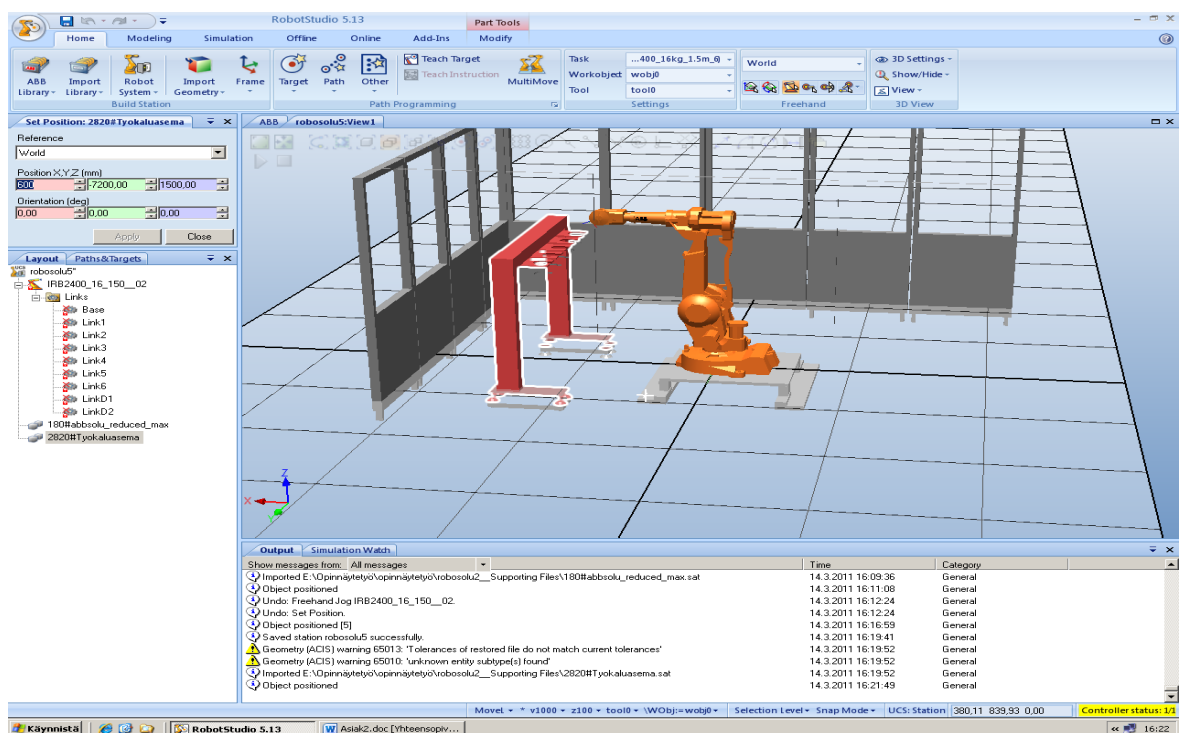 RobotStudio 5.13
Part Tools
Home Modeling Simulation Offline Online Add-Ins Modify
ABB Library
Import Library
Robot System
Import Geometry
Frame
Build Station
Target
Path
Other
Teach Target
Teach Instruction
MultiMove
Path Programming
Task ...400_16kg_1.5m_6)
Workobject wobj0
Tool tool0
Settings
World
Freehand
3D Settings
Show/Hide
View
3D View
Set Position: 2820#Tyokaluasema
Reference
World
Position X,Y,Z (mm)
600 -7200,00 1500,00
Orientation (deg)
0,00 0,00 0,00
Apply Close
Layout Paths&Targets
robosolu5*
IRB2400_16_150__02
Links
Base
Link1
Link2
Link3
Link4
Link5
Link6
LinkD1
LinkD2
180#abbsolu_reduced_max
2820#Tyokaluasema
ABB robosolu5:View1
ABB
Z
X
Y
Output Simulation Watch
Show messages from: All messages Time Category
Imported E:\Opinnäytetyö\opinnäytetyö\robosolu2__Supporting Files\180#abbsolu_reduced_max.sat 14.3.2011 16:09:36 General
Object positioned 14.3.2011 16:11:08 General
Undo: Freehand Jog IRB2400_16_150__02. 14.3.2011 16:12:24 General
Undo: Set Position. 14.3.2011 16:12:24 General
Object positioned [5] 14.3.2011 16:16:59 General
Saved station robosolu5 successfully. 14.3.2011 16:19:41 General
Geometry (ACIS) warning 65013: 'Tolerances of restored file do not match current tolerances' 14.3.2011 16:19:52 General
Geometry (ACIS) warning 65010: 'unknown entity subtype(s) found' 14.3.2011 16:19:52 General
Imported E:\Opinnäytetyö\opinnäytetyö\robosolu2__Supporting Files\2820#Tyokaluasema.sat 14.3.2011 16:19:52 General
Object positioned 14.3.2011 16:21:49 General
MoveL * v1000 z100 tool0 \WObj:=wobj0 Selection Level Snap Mode UCS: Station 380,11 839,93 0,00 Controller status: 1/1
Käynnistä RobotStudio 5.13 Asiak2.doc [Yhteensopiv... 16:22